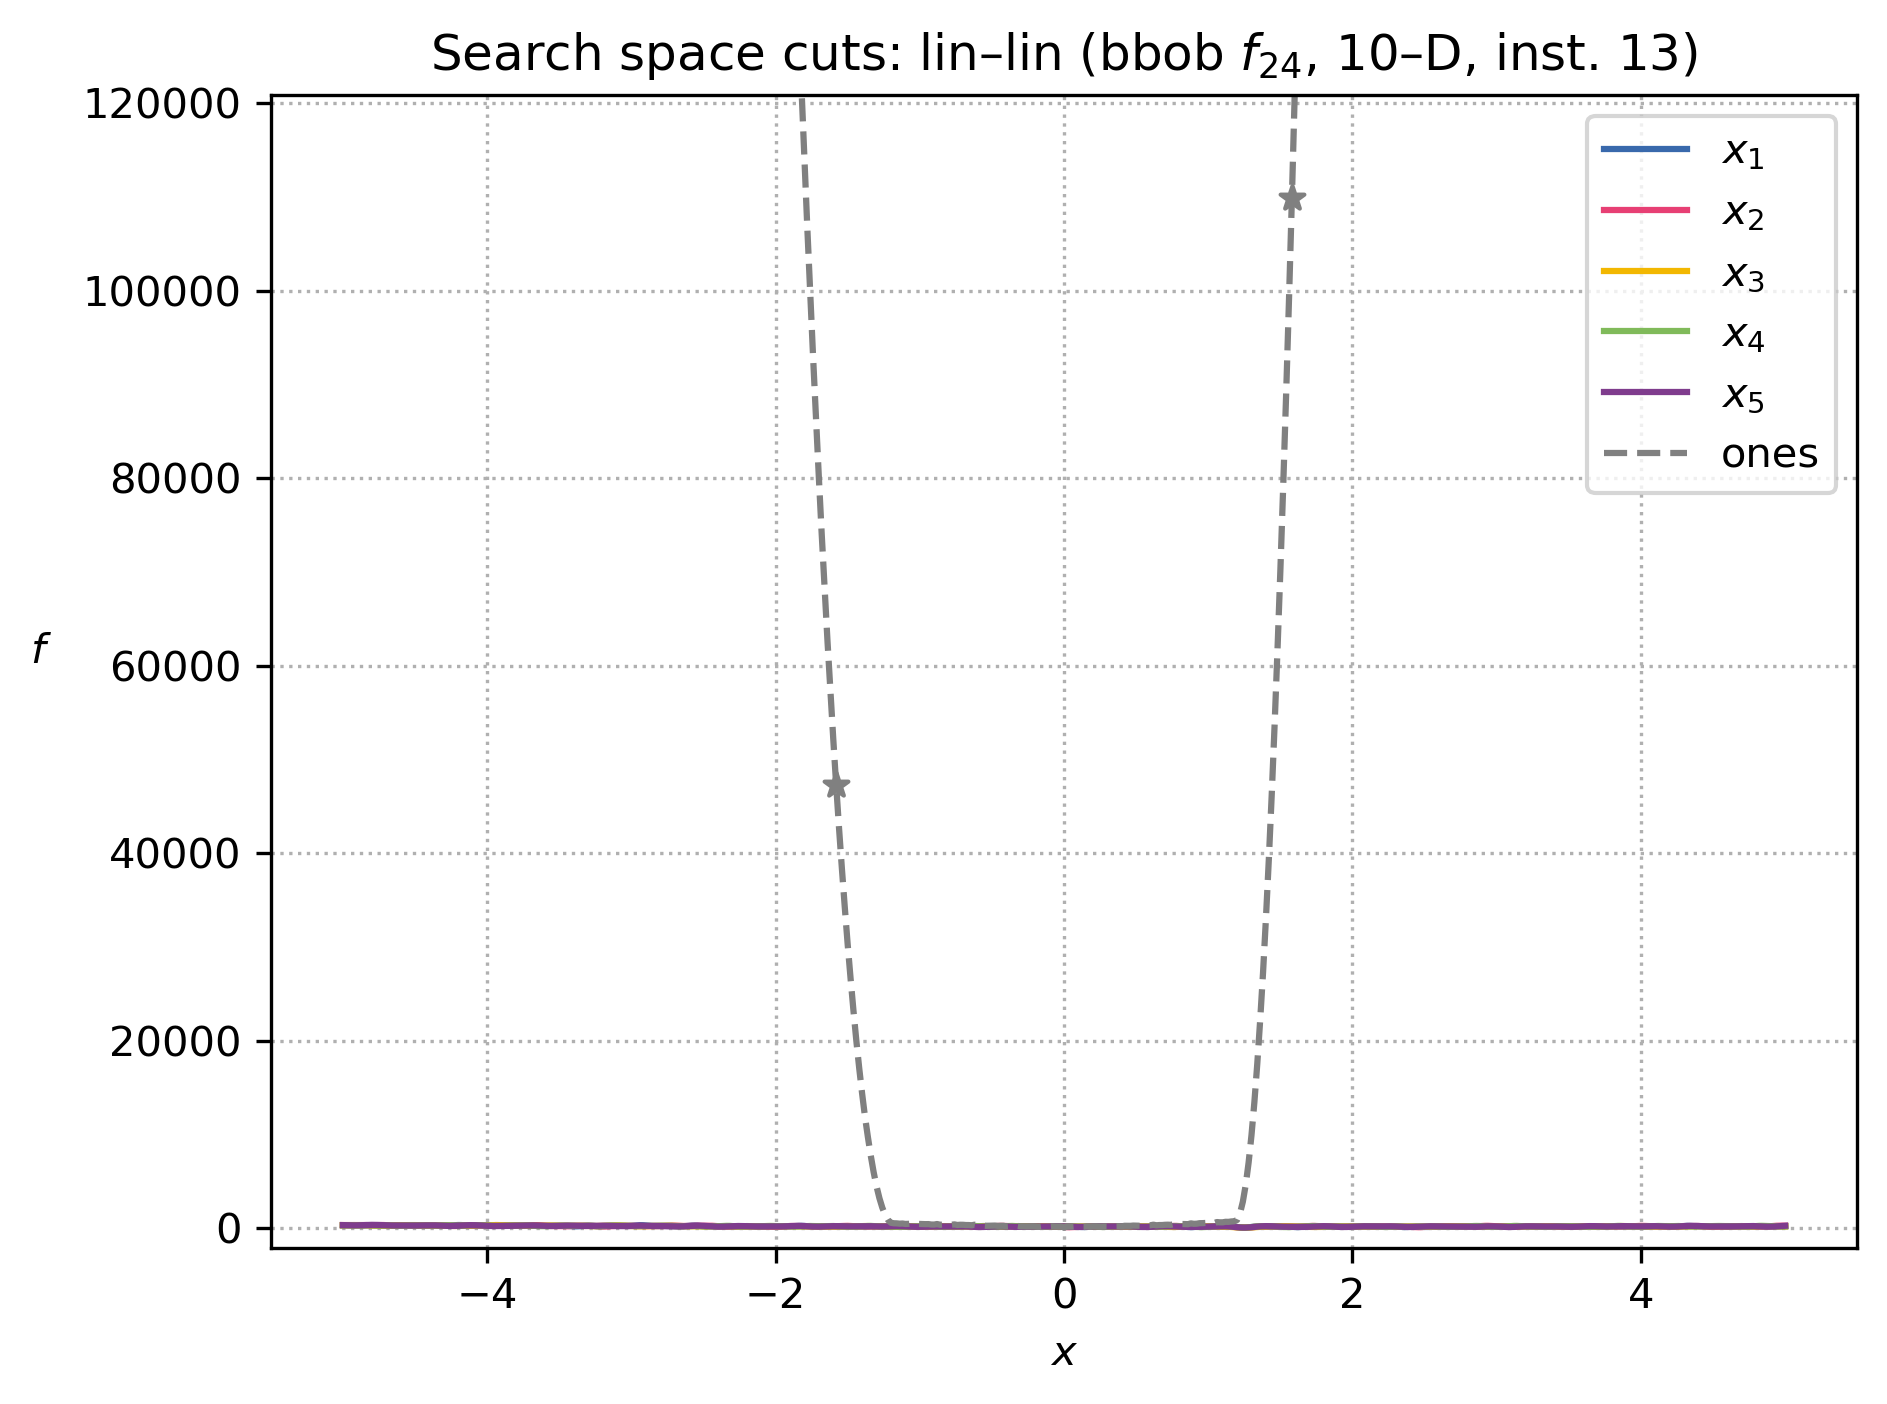 Search space cuts: lin–lin (bbob f24, 10–D, inst. 13)
120000
100000
80000
60000
40000
20000
0
f
−4
−2
0
2
4
x
x1
x2
x3
x4
x5
ones